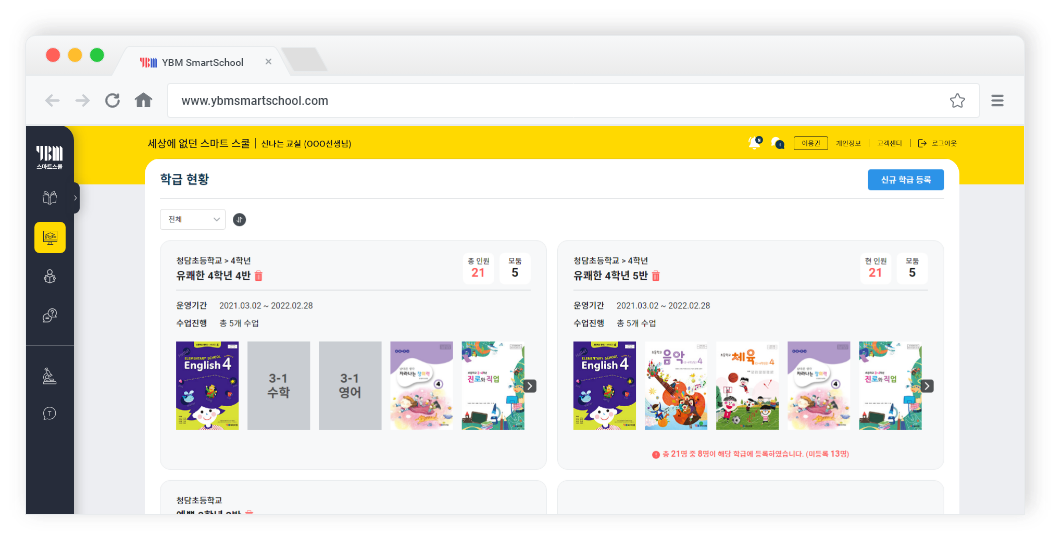 YBM SmartSchool
www.ybmsmartschool.com
YBM
스마트스쿨
세상에 없던 스마트 스쿨 | 신나는 교실 (OOO선생님)
이용권 개인정보 | 고객센터 | 로그아웃
학급 현황
신규 학급 등록
전체
청담초등학교 > 4학년
유쾌한 4학년 4반
총 인원
21
모둠
5
운영기간 2021.03.02 ~ 2022.02.28
수업진행 총 5개 수업
ELEMENTARY SCHOOL
English 4
3-1
수학
3-1
영어
4
진로와 직업
청담초등학교 > 4학년
유쾌한 4학년 5반
현 인원
21
모둠
5
운영기간 2021.03.02 ~ 2022.02.28
수업진행 총 5개 수업
ELEMENTARY SCHOOL
English 4
음악 4
체육 4
4
진로와 직업
총 21명 중 8명이 해당 학급에 등록하였습니다. (미등록 13명)
청담초등학교